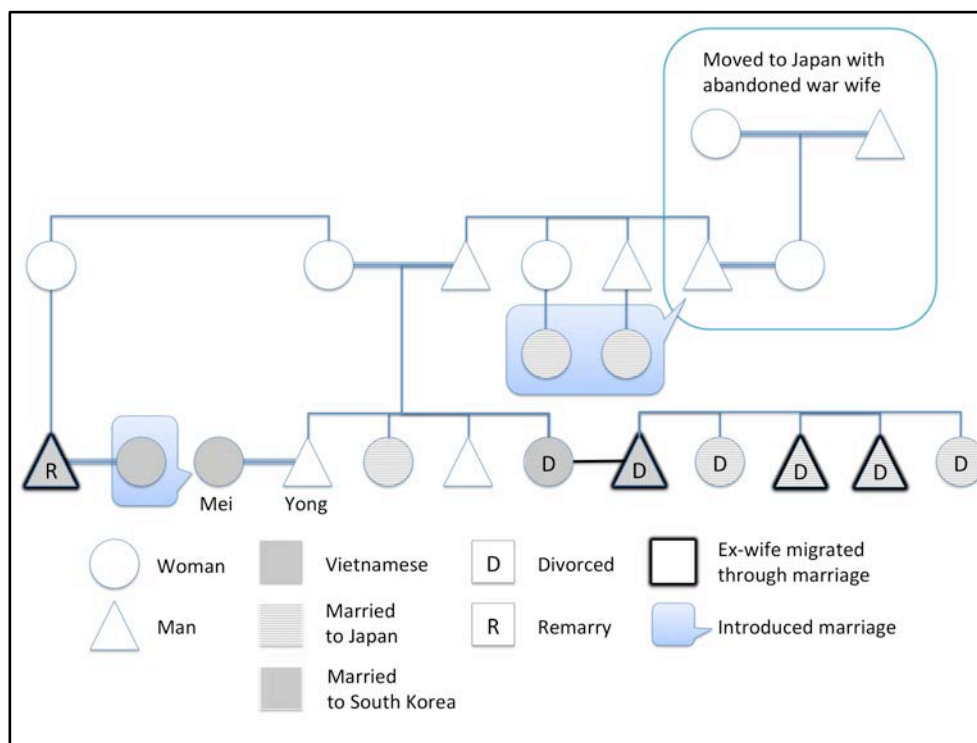 Moved to Japan with
abandoned war wife
R
D
D
D
D
D
D
Mei
Yong
Woman
Vietnamese
D
Divorced
Ex-wife migrated
through marriage
Man
Married
to Japan
R
Remarry
Introduced marriage
Married
to South Korea